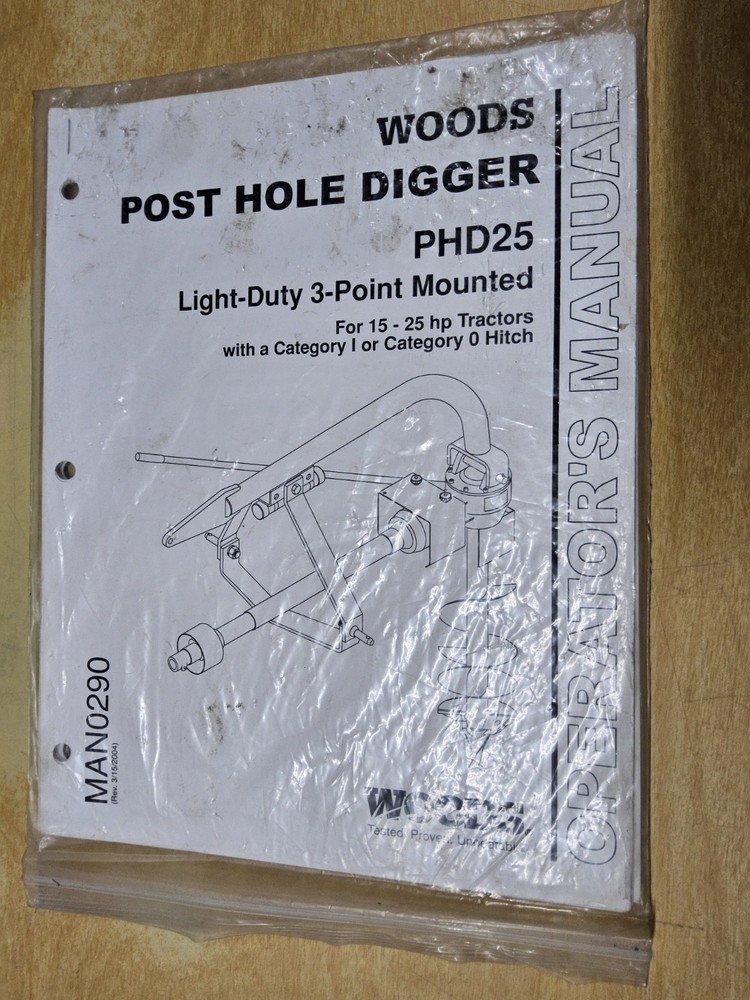 WOODS
POST HOLE DIGGER
PHD25
Light-Duty 3-Point Mounted
For 15 - 25 hp Tractors
with a Category I or Category 0 Hitch
OPERATOR'S MANUAL
MAN0290
(Rev. 3/15/2004)
WOODS
Tested. Proven. Unbeatable.